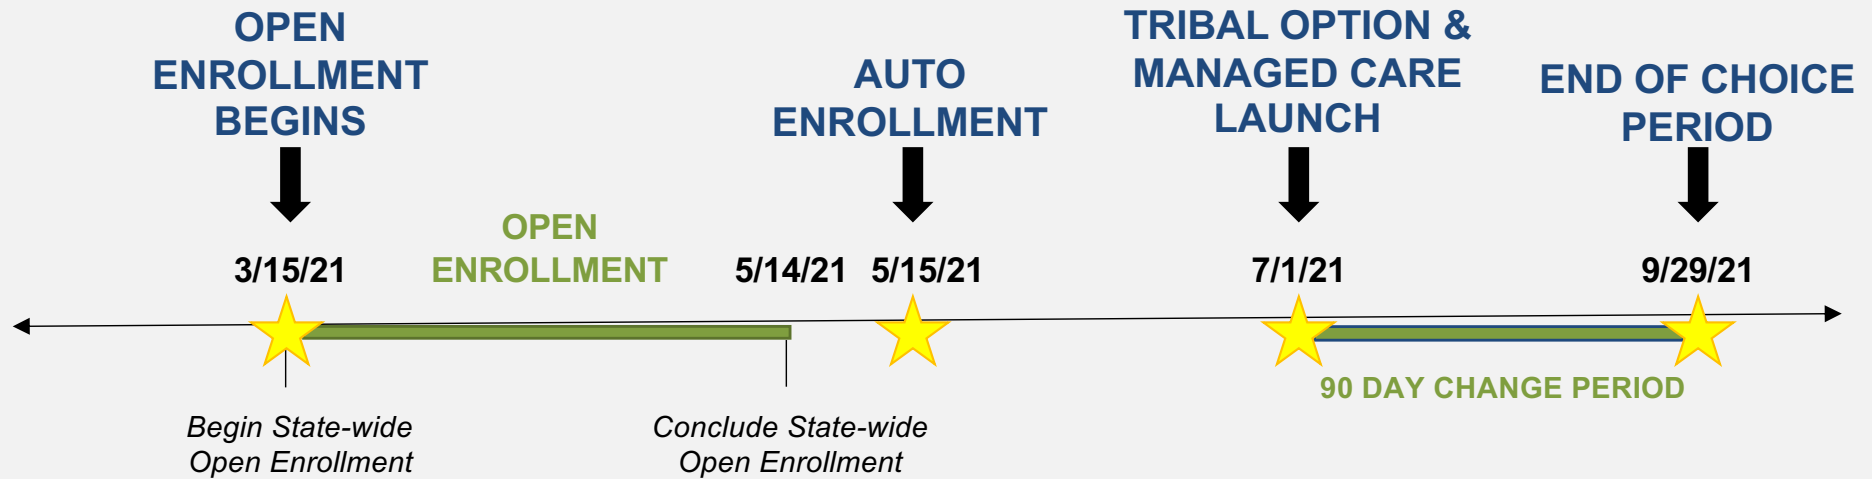 OPEN
ENROLLMENT
BEGINS
AUTO
ENROLLMENT
TRIBAL OPTION &
MANAGED CARE
LAUNCH
END OF CHOICE
PERIOD
3/15/21
OPEN
ENROLLMENT
5/14/21
5/15/21
7/1/21
9/29/21
90 DAY CHANGE PERIOD
Begin State-wide
Open Enrollment
Conclude State-wide
Open Enrollment